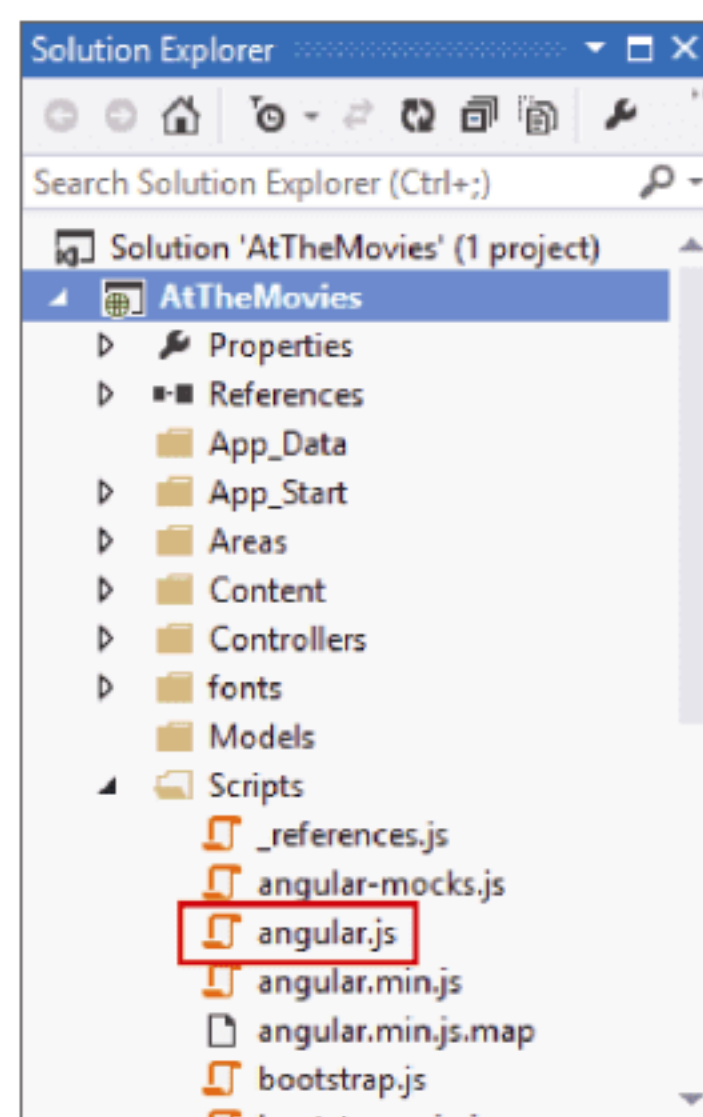 Solution Explorer
Search Solution Explorer (Ctrl+;)
Solution 'AtTheMovies' (1 project)
AtTheMovies
Properties
References
App_Data
App_Start
Areas
Content
Controllers
fonts
Models
Scripts
_references.js
angular-mocks.js
angular.js
angular.min.js
angular.min.js.map
bootstrap.js